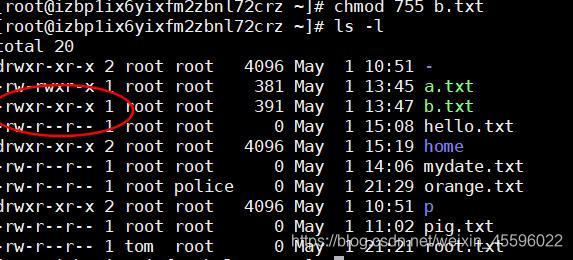 [root@izbp1ix6yixfm2zbnl72crz ~]# chmod 755 b.txt
[root@izbp1ix6yixfm2zbnl72crz ~]# ls -l
total 20
drwxr-xr-x 2 root root 4096 May 1 10:51 -
-rw-rwxr-x 1 root root 381 May 1 13:45 a.txt
-rwxr-xr-x 1 root root 391 May 1 13:47 b.txt
-rw-r--r-- 1 root root 0 May 1 15:08 hello.txt
drwxr-xr-x 2 root root 4096 May 1 15:19 home
-rw-r--r-- 1 root root 0 May 1 14:06 mydate.txt
-rw-r--r-- 1 root police 0 May 1 21:29 orange.txt
drwxr-xr-x 2 root root 4096 May 1 10:51 p
-rw-r--r-- 1 root root 0 May 1 11:02 pig.txt
-rw-r--r-- 1 tom root 0 May 1 21:21 root.txt
https://blog.csdn.net/weixin_45596022